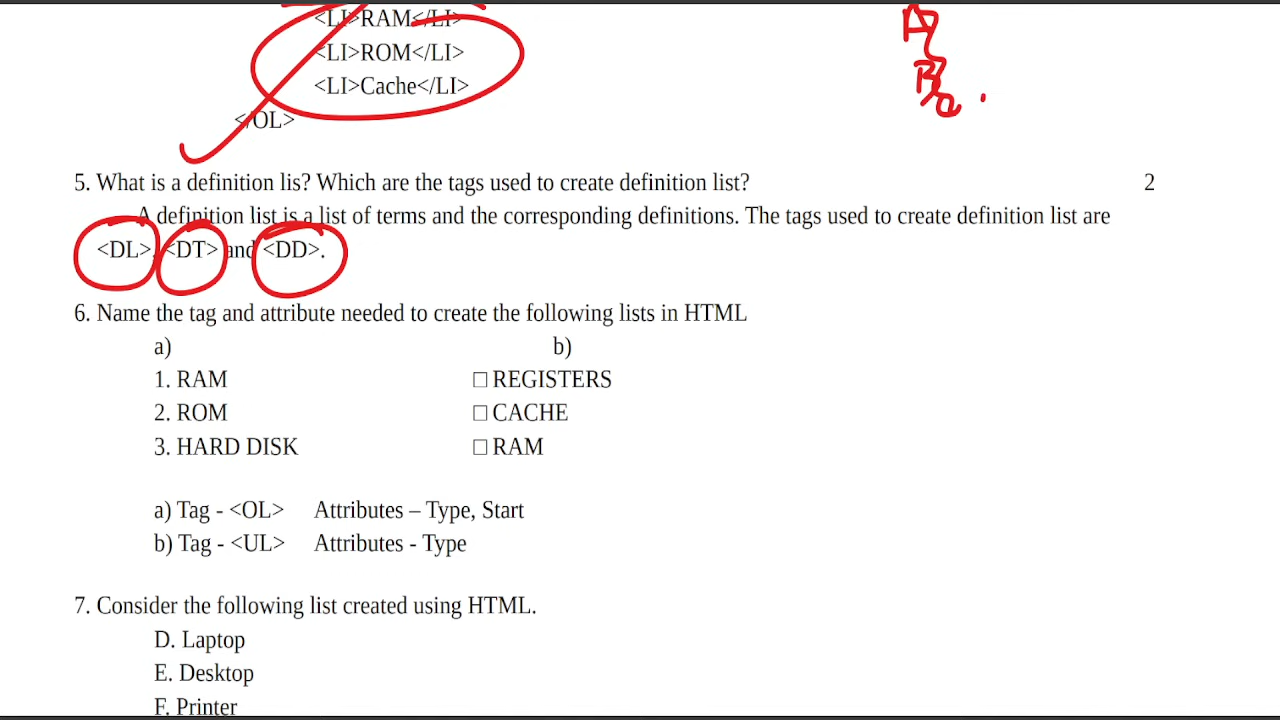 <LI>RAM</LI>
<LI>ROM</LI>
<LI>Cache</LI>
</OL>
5. What is a definition lis? Which are the tags used to create definition list? 2
A definition list is a list of terms and the corresponding definitions. The tags used to create definition list are
<DL>, <DT> and <DD>.
6. Name the tag and attribute needed to create the following lists in HTML
a) b)
1. RAM □ REGISTERS
2. ROM □ CACHE
3. HARD DISK □ RAM
a) Tag - <OL> Attributes – Type, Start
b) Tag - <UL> Attributes - Type
7. Consider the following list created using HTML.
D. Laptop
E. Desktop
F. Printer